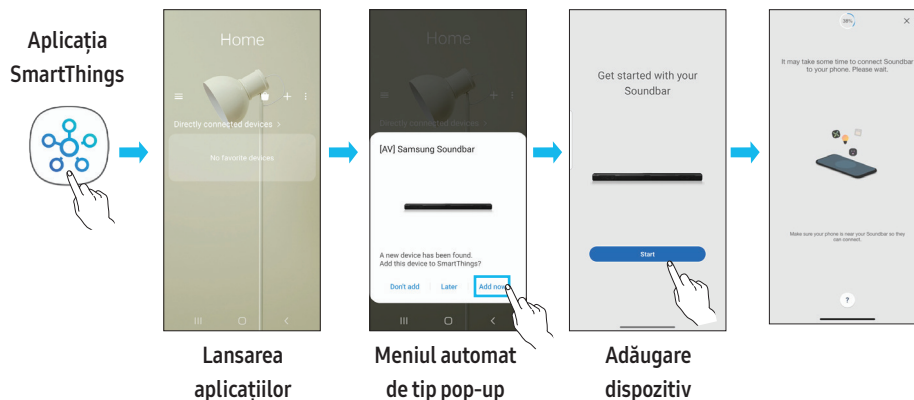 Aplicația
SmartThings
Home
Directly connected devices >
No favorite devices
Lansarea
aplicațiilor
Home
Directly connected devices >
[AV] Samsung Soundbar
A new device has been found.
Add this device to SmartThings?
Don't add
Later
Add now
Meniul automat
de tip pop-up
Get started with your
Soundbar
Start
Adăugare
dispozitiv
38%
It may take some time to connect Soundbar
to your phone. Please wait.
Make sure your phone is near your Soundbar so they
can connect.
?